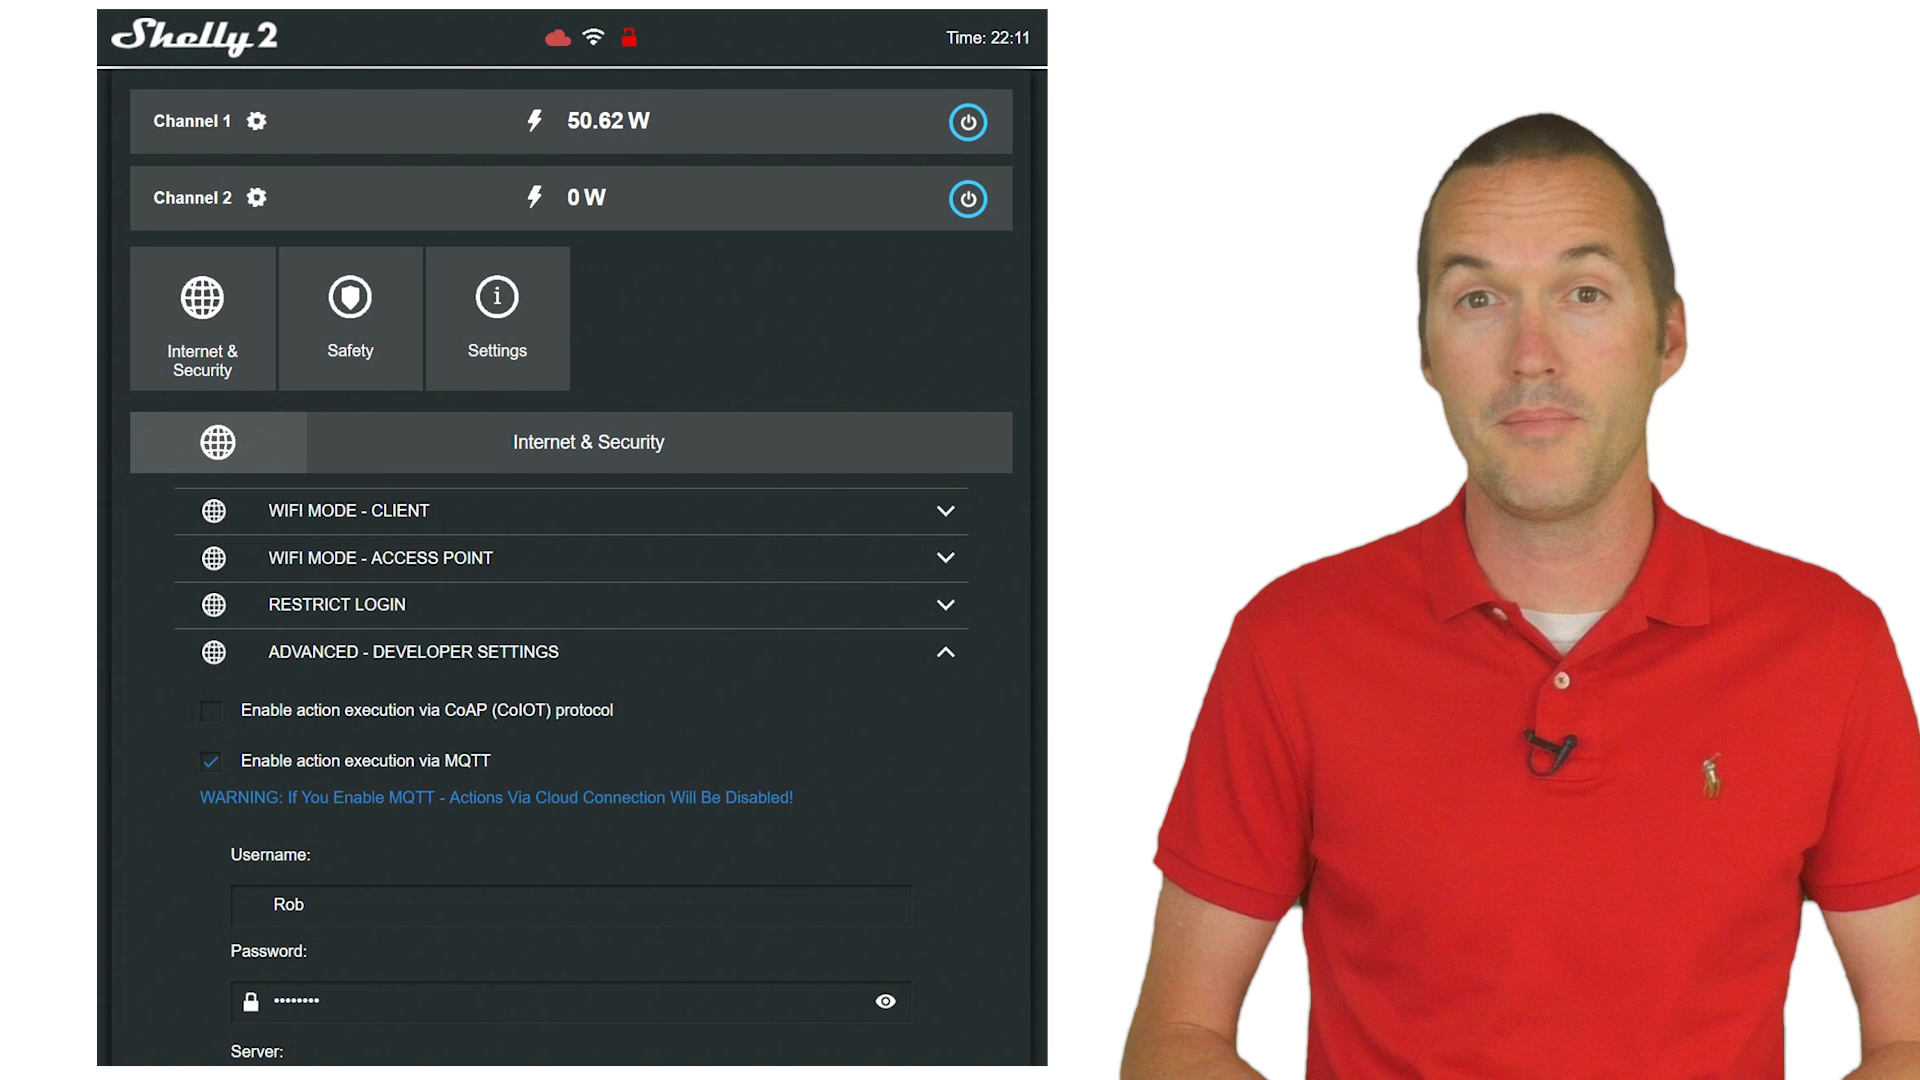 Shelly 2
Time: 22:11
Channel 1
50.62 W
Channel 2
0 W
Internet &
Security
Safety
Settings
Internet & Security
WIFI MODE - CLIENT
WIFI MODE - ACCESS POINT
RESTRICT LOGIN
ADVANCED - DEVELOPER SETTINGS
Enable action execution via CoAP (CoIOT) protocol
Enable action execution via MQTT
WARNING: If You Enable MQTT - Actions Via Cloud Connection Will Be Disabled!
Username:
Rob
Password:
••••••••
Server: